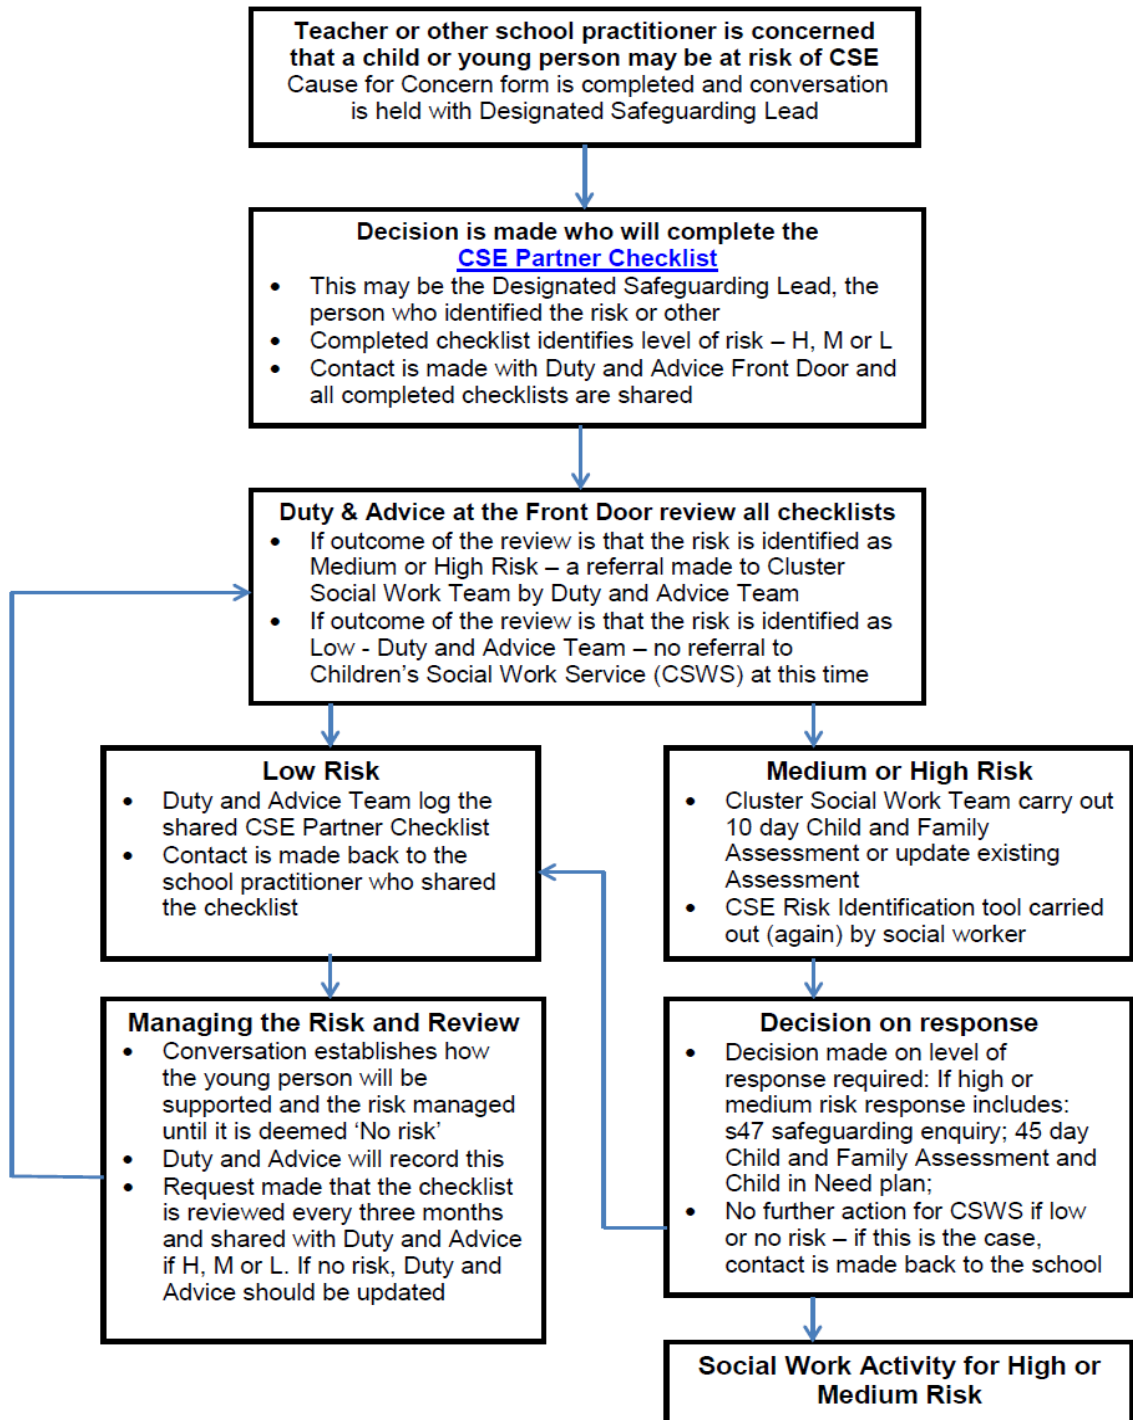 Teacher or other school practitioner is concerned
that a child or young person may be at risk of CSE
Cause for Concern form is completed and conversation
is held with Designated Safeguarding Lead
Decision is made who will complete the
CSE Partner Checklist
• This may be the Designated Safeguarding Lead, the
person who identified the risk or other
• Completed checklist identifies level of risk – H, M or L
• Contact is made with Duty and Advice Front Door and
all completed checklists are shared
Duty & Advice at the Front Door review all checklists
• If outcome of the review is that the risk is identified as
Medium or High Risk – a referral made to Cluster
Social Work Team by Duty and Advice Team
• If outcome of the review is that the risk is identified as
Low - Duty and Advice Team – no referral to
Children's Social Work Service (CSWS) at this time
Low Risk
• Duty and Advice Team log the
shared CSE Partner Checklist
• Contact is made back to the
school practitioner who shared
the checklist
Medium or High Risk
• Cluster Social Work Team carry out
10 day Child and Family
Assessment or update existing
Assessment
• CSE Risk Identification tool carried
out (again) by social worker
Managing the Risk and Review
• Conversation establishes how
the young person will be
supported and the risk managed
until it is deemed 'No risk'
• Duty and Advice will record this
• Request made that the checklist
is reviewed every three months
and shared with Duty and Advice
if H, M or L. If no risk, Duty and
Advice should be updated
Decision on response
• Decision made on level of
response required: If high or
medium risk response includes:
s47 safeguarding enquiry; 45 day
Child and Family Assessment and
Child in Need plan;
• No further action for CSWS if low
or no risk – if this is the case,
contact is made back to the school
Social Work Activity for High or
Medium Risk